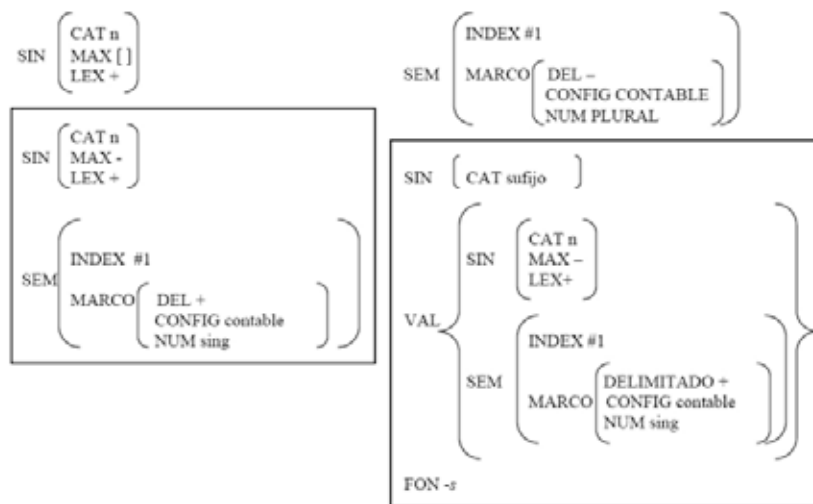 SIN
CAT n
MAX [ ]
LEX +
SEM
INDEX #1
MARCO
DEL –
CONFIG CONTABLE
NUM PLURAL
SIN
CAT n
MAX -
LEX +
SEM
INDEX #1
MARCO
DEL +
CONFIG contable
NUM sing
SIN
CAT sufijo
VAL
SIN
CAT n
MAX –
LEX+
SEM
INDEX #1
MARCO
DELIMITADO +
CONFIG contable
NUM sing
FON -s